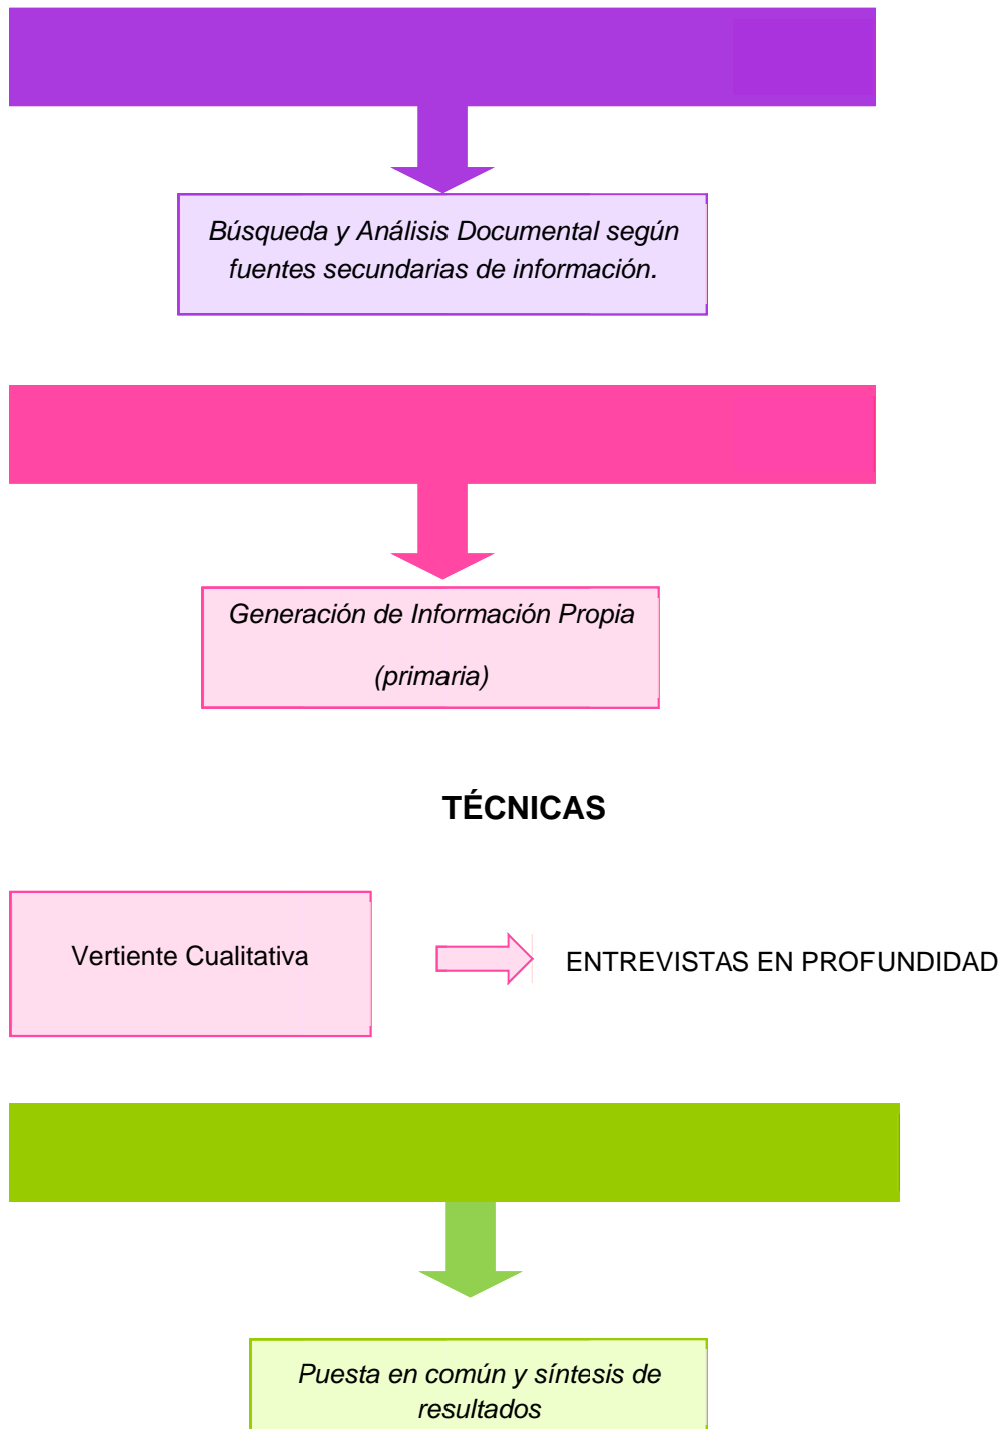 Búsqueda y Análisis Documental según
fuentes secundarias de información.
Generación de Información Propia
(primaria)
TÉCNICAS
Vertiente Cualitativa
ENTREVISTAS EN PROFUNDIDAD
Puesta en común y síntesis de
resultados